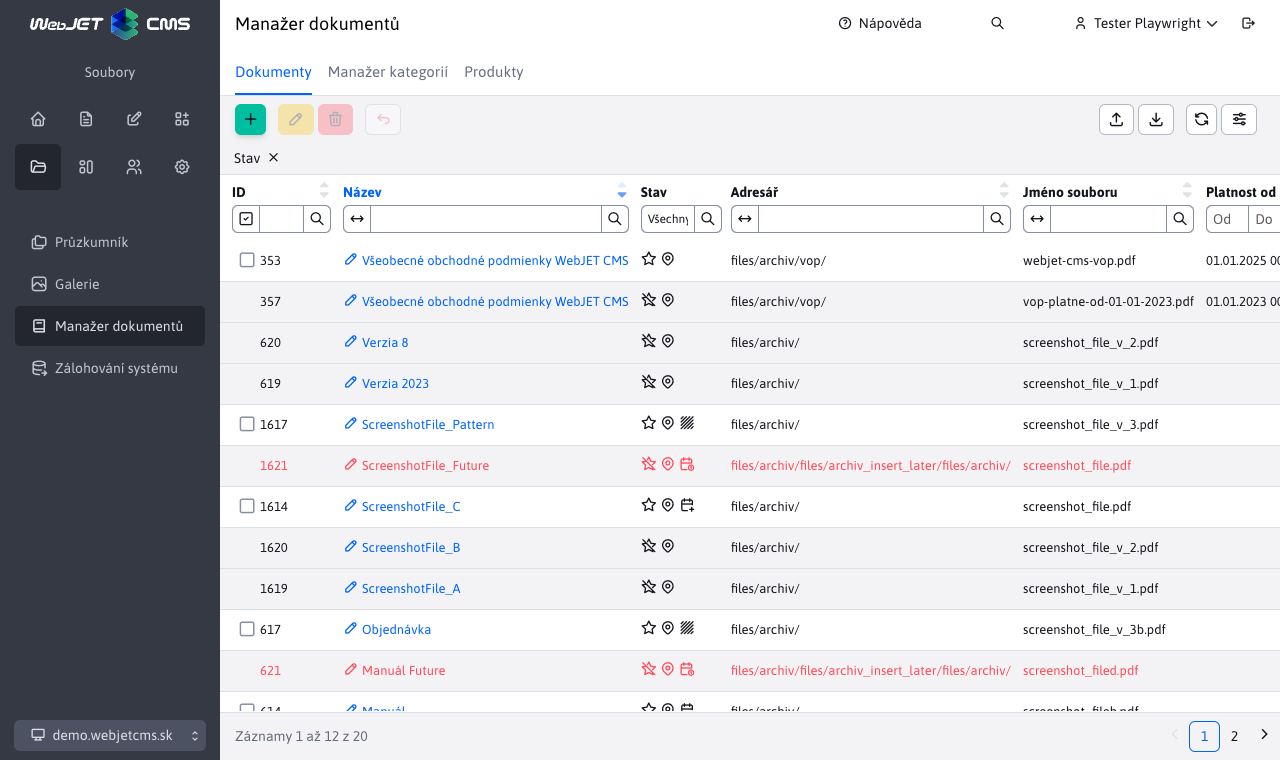 WebJET CMS
Soubory
Průzkumník
Galerie
Manažer dokumentů
Zálohování systému
demo.webjetcms.sk
Manažer dokumentů
Nápověda
Tester Playwright
Dokumenty Manažer kategorií Produkty
Stav
ID Název Stav Adresář Jméno souboru Platnost od
Všechny Od Do
353 Všeobecné obchodné podmienky WebJET CMS files/archiv/vop/ webjet-cms-vop.pdf 01.01.2025 00
357 Všeobecné obchodné podmienky WebJET CMS files/archiv/vop/ vop-platne-od-01-01-2023.pdf 01.01.2023 00
620 Verzia 8 files/archiv/ screenshot_file_v_2.pdf
619 Verzia 2023 files/archiv/ screenshot_file_v_1.pdf
1617 ScreenshotFile_Pattern files/archiv/ screenshot_file_v_3.pdf
1621 ScreenshotFile_Future files/archiv/files/archiv_insert_later/files/archiv/ screenshot_file.pdf
1614 ScreenshotFile_C files/archiv/ screenshot_file.pdf
1620 ScreenshotFile_B files/archiv/ screenshot_file_v_2.pdf
1619 ScreenshotFile_A files/archiv/ screenshot_file_v_1.pdf
617 Objednávka files/archiv/ screenshot_file_v_3b.pdf
621 Manuál Future files/archiv/files/archiv_insert_later/files/archiv/ screenshot_filed.pdf
614 Manuál files/archiv/ screenshot_fileb.pdf
Záznamy 1 až 12 z 20
1 2